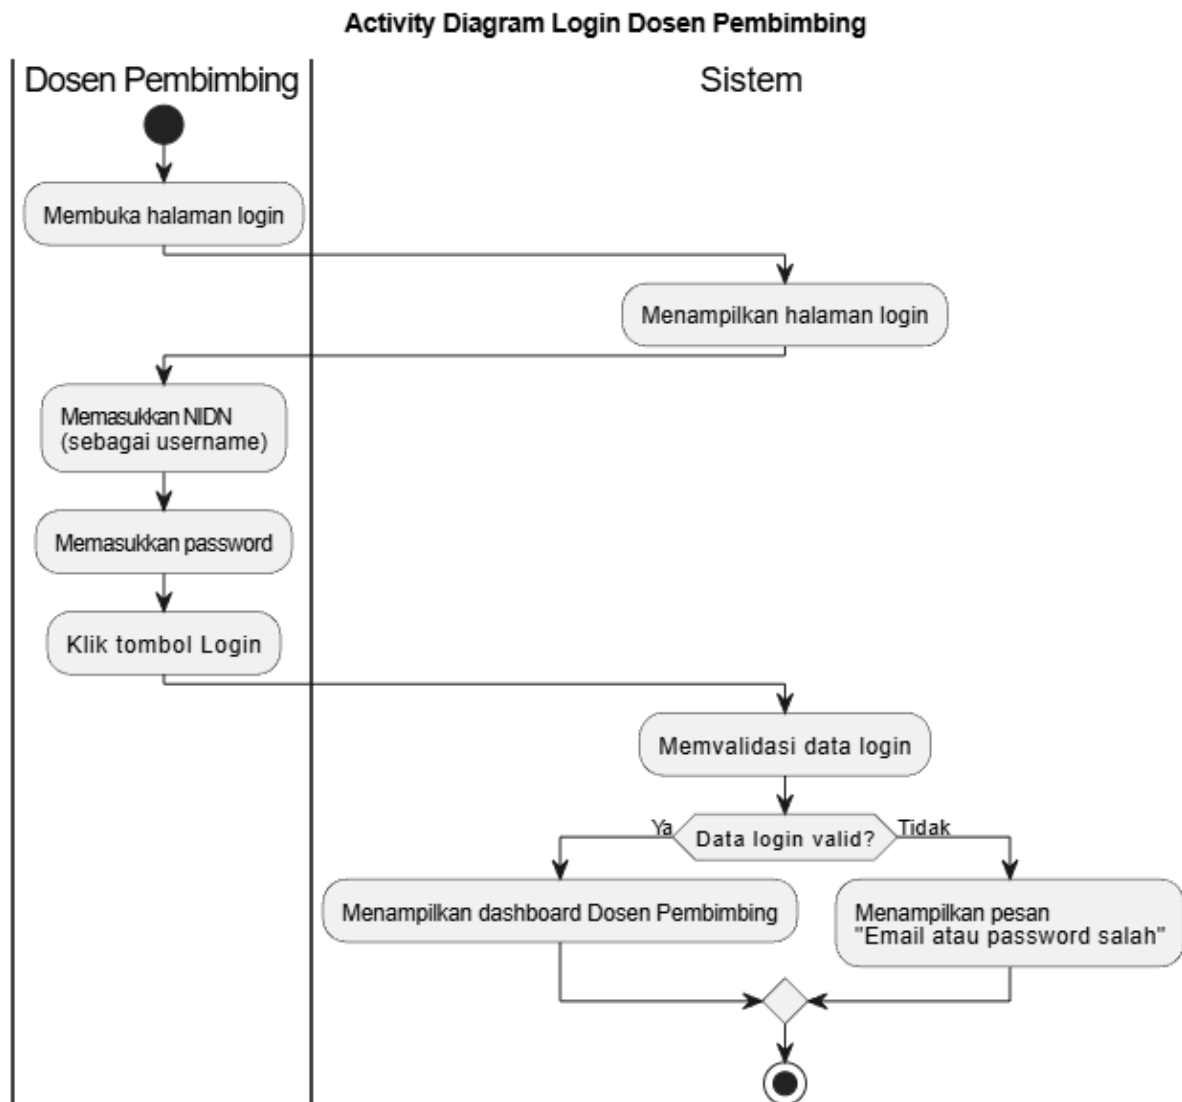 Activity Diagram Login Dosen Pembimbing
Dosen Pembimbing
Sistem
Membuka halaman login
Menampilkan halaman login
Memasukkan NIDN
(sebagai username)
Memasukkan password
Klik tombol Login
Memvalidasi data login
Ya
Data login valid?
Tidak
Menampilkan dashboard Dosen Pembimbing
Menampilkan pesan
"Email atau password salah"